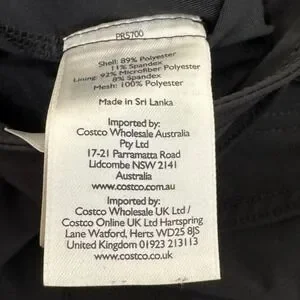 PRS700
Shell: 89% Polyester
11% Spandex
Lining: 92% Microfiber Polyester
8% Spandex
Mesh: 100% Polyester
Made in Sri Lanka
Imported by:
Costco Wholesale Australia
Pty Ltd
17-21 Parramatta Road
Lidcombe NSW 2141
Australia
www.costco.com.au
Imported by:
Costco Wholesale UK Ltd /
Costco Online UK Ltd Hartspring
Lane Watford, Herts WD25 8JS
United Kingdom 01923 213113
www.costco.co.uk